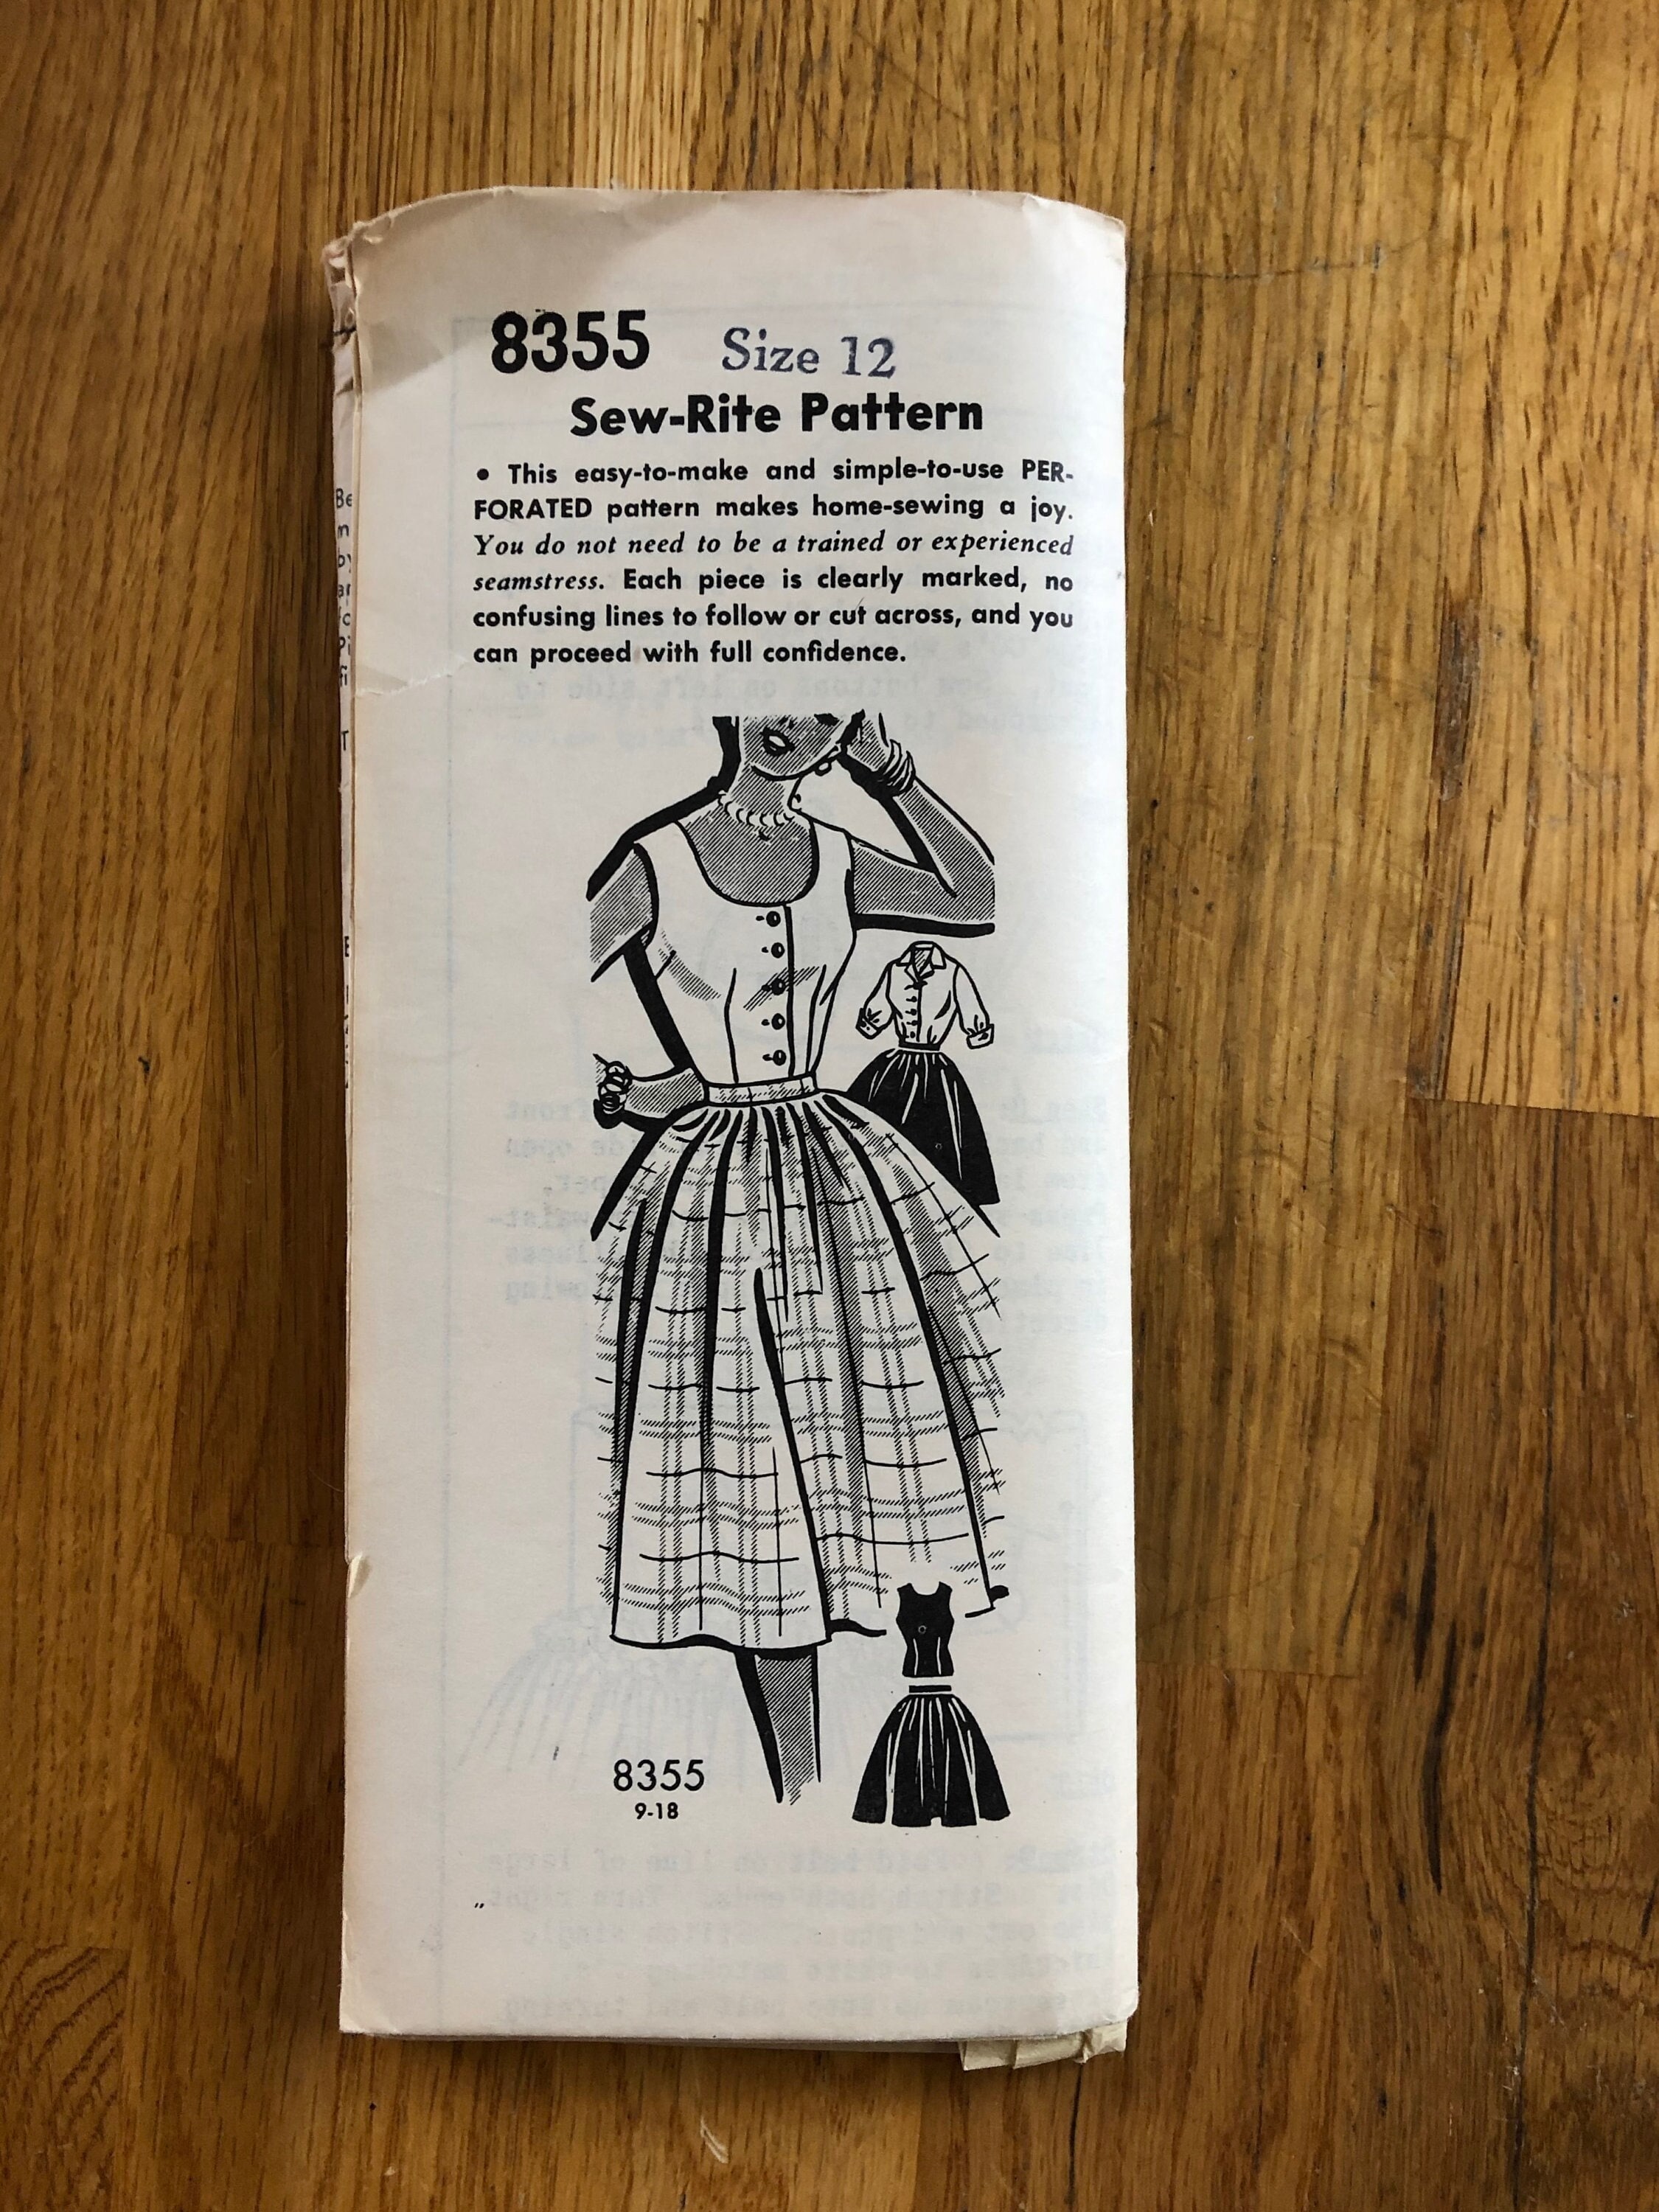 8355 Size 12
Sew-Rite Pattern
• This easy-to-make and simple-to-use PER-
FORATED pattern makes home-sewing a joy.
You do not need to be a trained or experienced
seamstress. Each piece is clearly marked, no
confusing lines to follow or cut across, and you
can proceed with full confidence.
8355
9-18